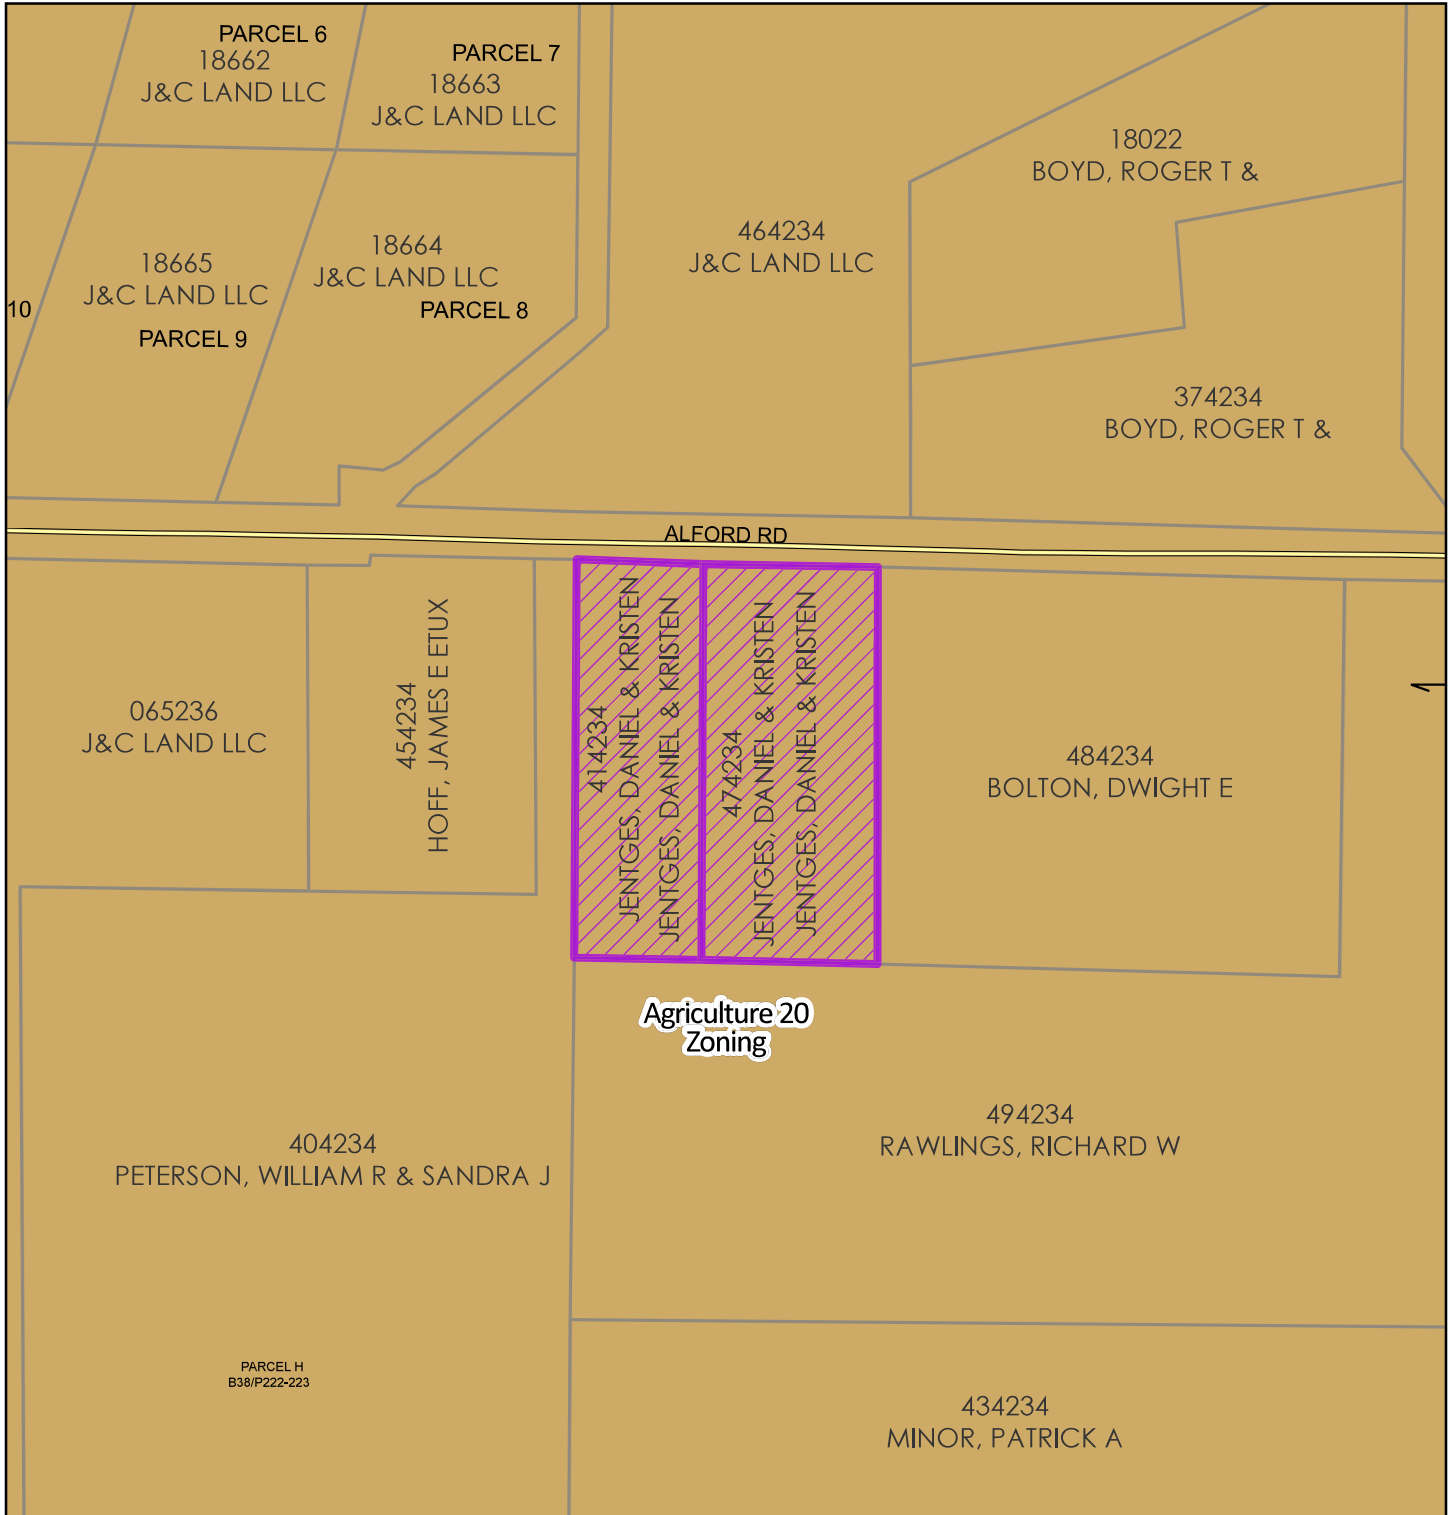 PARCEL 6
18662
J&C LAND LLC
PARCEL 7
18663
J&C LAND LLC
18022
BOYD, ROGER T &
464234
J&C LAND LLC
18664
J&C LAND LLC
PARCEL 8
18665
J&C LAND LLC
PARCEL 9
10
374234
BOYD, ROGER T &
ALFORD RD
065236
J&C LAND LLC
454234
HOFF, JAMES E ETUX
414234
JENTGES, DANIEL & KRISTEN
JENTGES, DANIEL & KRISTEN
474234
JENTGES, DANIEL & KRISTEN
JENTGES, DANIEL & KRISTEN
484234
BOLTON, DWIGHT E
Agriculture 20
Zoning
494234
RAWLINGS, RICHARD W
404234
PETERSON, WILLIAM R & SANDRA J
PARCEL H
B38/P222-223
434234
MINOR, PATRICK A